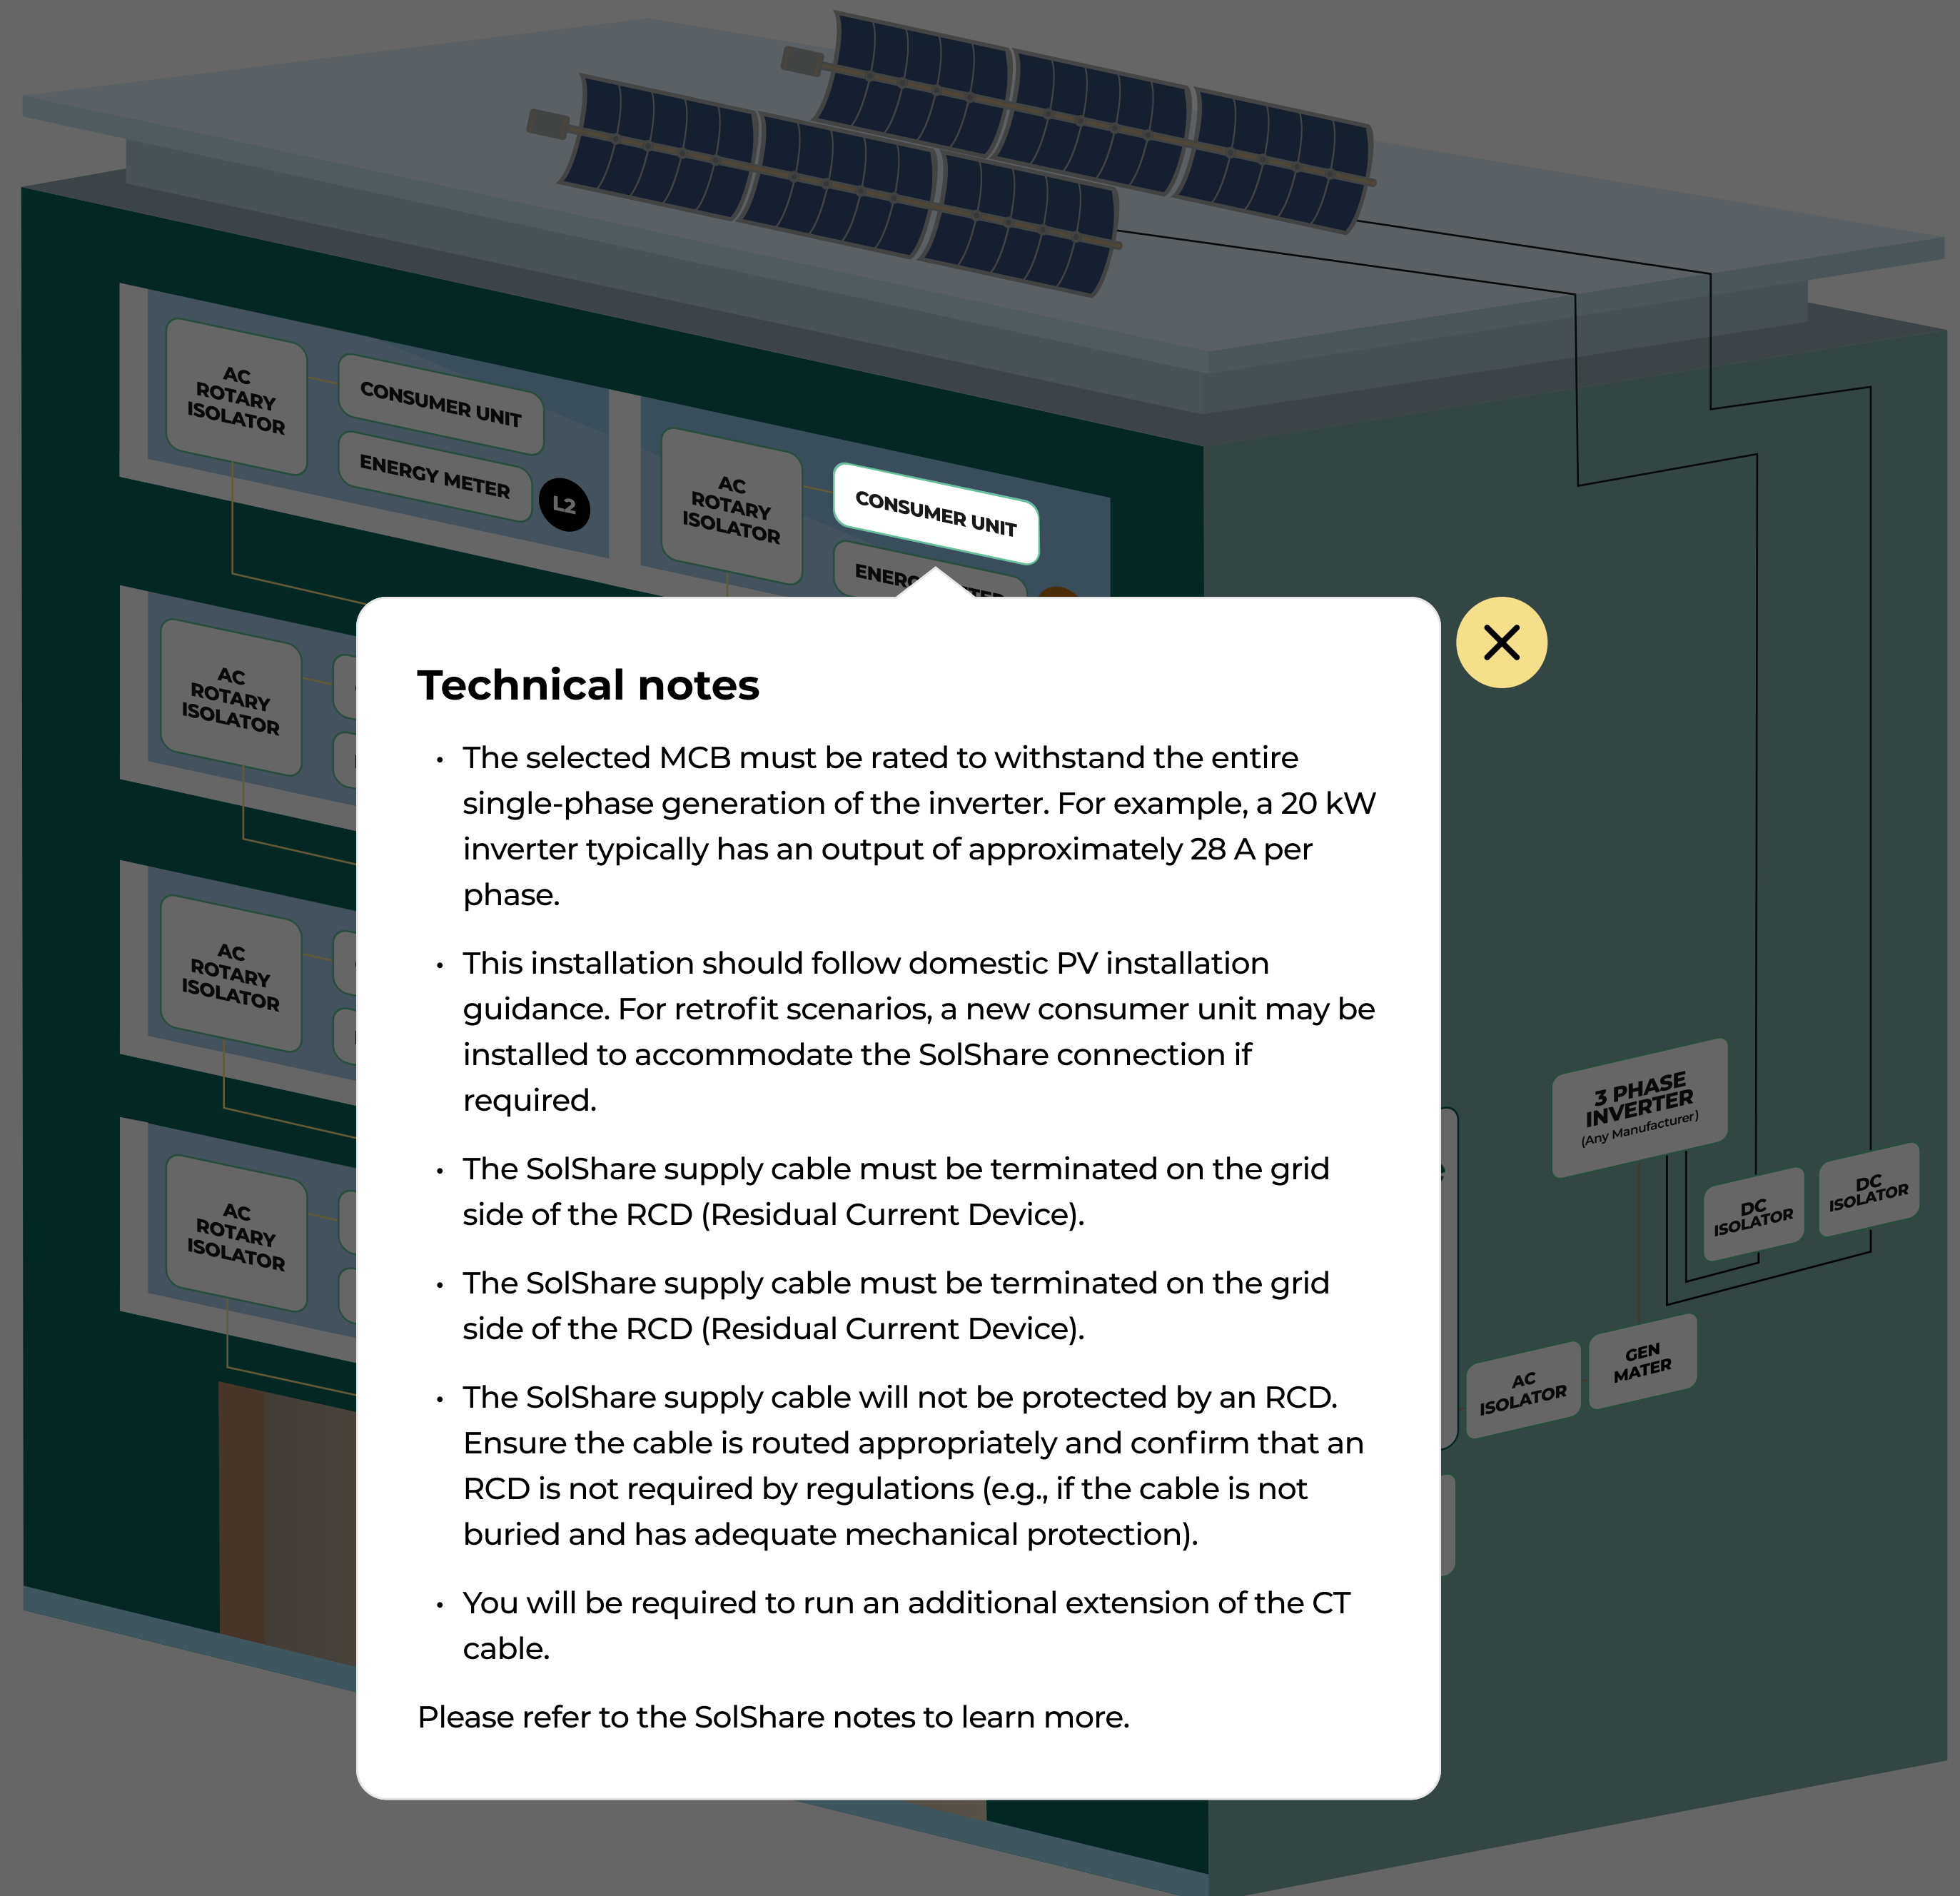 AC
ROTARY
ISOLATOR
CONSUMER UNIT
ENERGY METER
L2
AC
ROTARY
ISOLATOR
CONSUMER UNIT
AC
ROTARY
ISOLATOR
AC
ROTARY
ISOLATOR
AC
ROTARY
ISOLATOR
Technical notes
• The selected MCB must be rated to withstand the entire
single-phase generation of the inverter. For example, a 20 kW
inverter typically has an output of approximately 28 A per
phase.
• This installation should follow domestic PV installation
guidance. For retrofit scenarios, a new consumer unit may be
installed to accommodate the SolShare connection if
required.
• The SolShare supply cable must be terminated on the grid
side of the RCD (Residual Current Device).
• The SolShare supply cable must be terminated on the grid
side of the RCD (Residual Current Device).
• The SolShare supply cable will not be protected by an RCD.
Ensure the cable is routed appropriately and confirm that an
RCD is not required by regulations (e.g., if the cable is not
buried and has adequate mechanical protection).
• You will be required to run an additional extension of the CT
cable.
Please refer to the SolShare notes to learn more.
3 PHASE
INVERTER
(Any Manufacturer)
DC
ISOLATOR
DC
ISOLATOR
AC
ISOLATOR
GEN
MATER